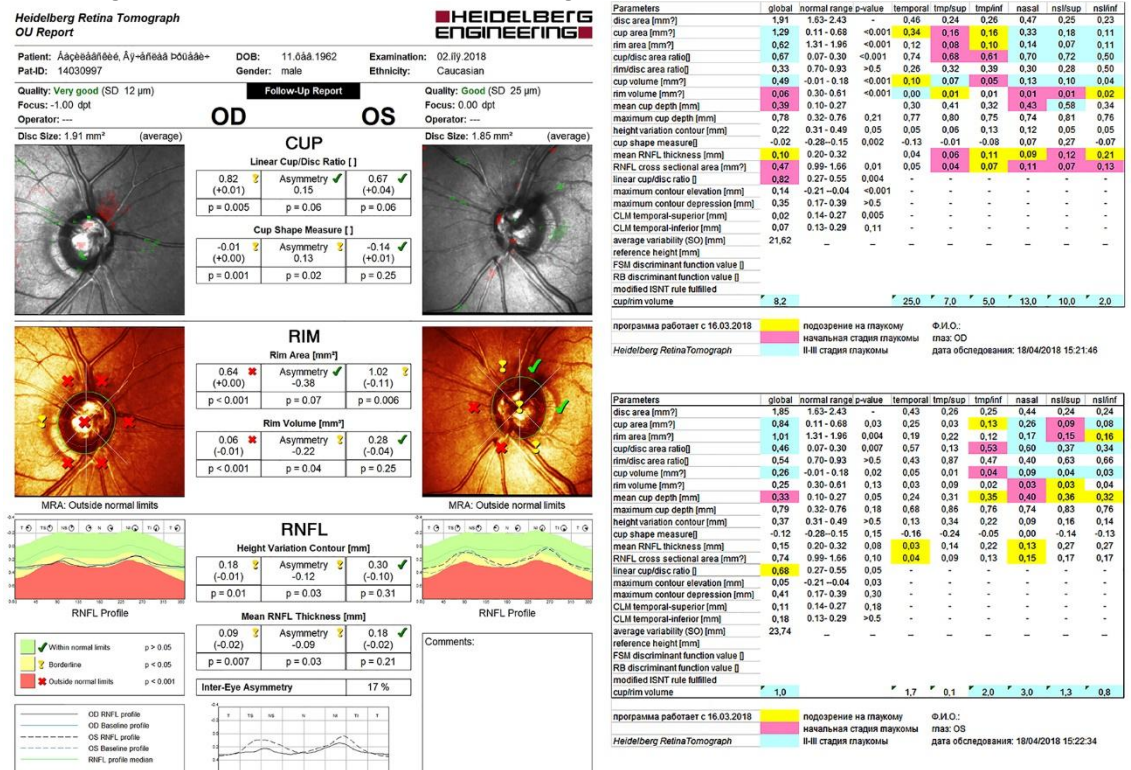 Heidelberg Retina Tomograph
OU Report
HEIDELBERG
ENGINEERING
Patient: Åáçèëåâñêèé, Âÿ÷åñëàâ Þðüåâè÷ DOB: 11.ôåâ.1962 Examination: 02.íîÿ.2018
Pat-ID: 14030997 Gender: male Ethnicity: Caucasian
Quality: Very good (SD 12 µm) Follow-Up Report Quality: Good (SD 25 µm)
Focus: -1.00 dpt Focus: 0.00 dpt
Operator: --- OD OS Operator: ---
Disc Size: 1.91 mm² (average) Disc Size: 1.85 mm² (average)
CUP
Linear Cup/Disc Ratio [ ]
0.82 Asymmetry 0.67
(+0.01) 0.15 (+0.04)
p = 0.005 p = 0.06 p = 0.06
Cup Shape Measure [ ]
-0.01 Asymmetry -0.14
(+0.00) 0.13 (+0.01)
p = 0.001 p = 0.02 p = 0.25
RIM
Rim Area [mm²]
0.64 Asymmetry 1.02
(+0.00) -0.38 (-0.11)
p < 0.001 p = 0.07 p = 0.006
Rim Volume [mm³]
0.06 Asymmetry 0.28
(-0.01) -0.22 (-0.04)
p < 0.001 p = 0.04 p = 0.25
MRA: Outside normal limits MRA: Outside normal limits
RNFL
Height Variation Contour [mm]
0.18 Asymmetry 0.30
(-0.01) -0.12 (-0.10)
p = 0.01 p = 0.03 p = 0.31
RNFL Profile RNFL Profile
Mean RNFL Thickness [mm]
0.09 Asymmetry 0.18
(-0.02) -0.09 (-0.02)
p = 0.007 p = 0.03 p = 0.21
Inter-Eye Asymmetry 17 %
Within normal limits p > 0.05
Borderline p < 0.05
Outside normal limits p < 0.001
Comments:
OD RNFL profile
OD Baseline profile
OS RNFL profile
OS Baseline profile
RNFL profile median
T TS NS N NI TI T
Parameters global normal range p-value temporal tmp/sup tmp/inf nasal nsl/sup nsl/inf
disc area [mm?] 1,91 1.63- 2.43 - 0,46 0,24 0,26 0,47 0,25 0,23
cup area [mm?] 1,29 0.11 - 0.68 <0.001 0,34 0,16 0,16 0,33 0,18 0,11
rim area [mm?] 0,62 1.31 - 1.96 <0.001 0,12 0,08 0,10 0,14 0,07 0,11
cup/disc area ratio[] 0,67 0.07 - 0.30 <0.001 0,74 0,68 0,61 0,70 0,72 0,50
rim/disc area ratio[] 0,33 0.70 - 0.93 >0.5 0,26 0,32 0,39 0,30 0,28 0,50
cup volume [mm?] 0,49 -0.01 - 0.18 <0.001 0,10 0,07 0,05 0,13 0,10 0,04
rim volume [mm?] 0,06 0.30 - 0.61 <0.001 0,00 0,01 0,01 0,01 0,01 0,02
mean cup depth [mm] 0,39 0.10 - 0.27 0,30 0,41 0,32 0,43 0,58 0,34
maximum cup depth [mm] 0,78 0.32 - 0.76 0,21 0,77 0,80 0,75 0,74 0,81 0,76
height variation contour [mm] 0,22 0.31 - 0.49 0,05 0,05 0,06 0,13 0,12 0,05 0,05
cup shape measure[] -0,02 -0.28--0.15 0,002 -0,13 -0,01 -0,08 0,07 0,27 -0,07
mean RNFL thickness [mm] 0,10 0.20- 0.32 0,04 0,06 0,11 0,09 0,12 0,21
RNFL cross sectional area [mm?] 0,47 0.99 - 1.66 0,01 0,05 0,04 0,07 0,11 0,07 0,13
linear cup/disc ratio [] 0,82 0.27 - 0.55 0,004 - - - - - -
maximum contour elevation [mm] 0,14 -0.21 --0.04 <0.001 - - - - - -
maximum contour depression [mm] 0,35 0.17- 0.39 >0.5 - - - - - -
CLM temporal-superior [mm] 0,02 0.14 - 0.27 0,005 - - - - - -
CLM temporal-inferior [mm] 0,07 0.13- 0.29 0,11 - - - - - -
average variability (SO) [mm] 21,62 – – – – – –
reference height [mm]
FSM discriminant function value []
RB discriminant function value []
modified ISNT rule fulfilled
cup/rim volume 8,2 25,0 7,0 5,0 13,0 10,0 2,0
программа работает с 16.03.2018 подозрение на глаукому Ф.И.О.:
начальная стадия глаукомы глаз: OD
Heidelberg RetinaTomograph II-III стадия глаукомы дата обследования: 18/04/2018 15:21:46
Parameters global normal range p-value temporal tmp/sup tmp/inf nasal nsl/sup nsl/inf
disc area [mm?] 1,85 1.63- 2.43 - 0,43 0,26 0,25 0,44 0,24 0,24
cup area [mm?] 0,84 0.11 - 0.68 0,03 0,25 0,03 0,13 0,26 0,09 0,08
rim area [mm?] 1,01 1.31 - 1.96 0,004 0,19 0,22 0,12 0,17 0,15 0,16
cup/disc area ratio[] 0,46 0.07 - 0.30 0,007 0,57 0,13 0,53 0,60 0,37 0,34
rim/disc area ratio[] 0,54 0.70 - 0.93 >0.5 0,43 0,87 0,47 0,40 0,63 0,66
cup volume [mm?] 0,26 -0.01 - 0.18 0,02 0,05 0,01 0,04 0,09 0,04 0,03
rim volume [mm?] 0,25 0.30 - 0.61 0,13 0,03 0,09 0,02 0,03 0,03 0,04
mean cup depth [mm] 0,33 0.10 - 0.27 0,05 0,24 0,31 0,35 0,40 0,36 0,32
maximum cup depth [mm] 0,79 0.32 - 0.76 0,18 0,68 0,86 0,76 0,74 0,83 0,76
height variation contour [mm] 0,37 0.31 - 0.49 >0.5 0,13 0,34 0,22 0,09 0,16 0,14
cup shape measure[] -0,12 -0.28--0.15 0,15 -0,16 -0,24 -0,05 0,00 -0,14 -0,13
mean RNFL thickness [mm] 0,15 0.20 - 0.32 0,08 0,03 0,14 0,22 0,13 0,27 0,27
RNFL cross sectional area [mm?] 0,74 0.99 - 1.66 0,10 0,04 0,09 0,13 0,15 0,17 0,17
linear cup/disc ratio [] 0,68 0.27 - 0.55 0,05 - - - - - -
maximum contour elevation [mm] 0,05 -0.21 --0.04 0,03 - - - - - -
maximum contour depression [mm] 0,41 0.17- 0.39 0,30 - - - - - -
CLM temporal-superior [mm] 0,11 0.14 - 0.27 0,18 - - - - - -
CLM temporal-inferior [mm] 0,18 0.13- 0.29 >0.5 - - - - - -
average variability (SO) [mm] 23,74 – – – – – –
reference height [mm]
FSM discriminant function value []
RB discriminant function value []
modified ISNT rule fulfilled
cup/rim volume 1,0 1,7 0,1 2,0 3,0 1,3 0,8
программа работает с 16.03.2018 подозрение на глаукому Ф.И.О.:
начальная стадия глаукомы глаз: OS
Heidelberg RetinaTomograph II-III стадия глаукомы дата обследования: 18/04/2018 15:22:34